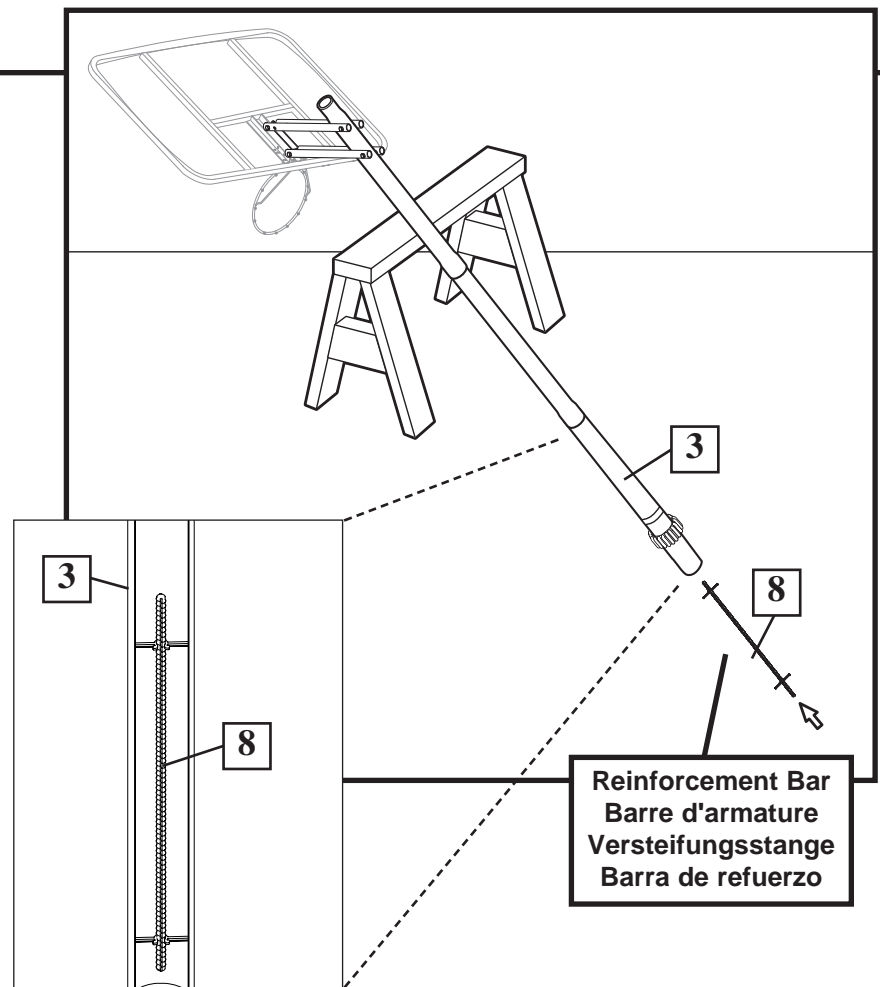 3
8
3
8
Reinforcement Bar
Barre d'armature
Versteifungsstange
Barra de refuerzo